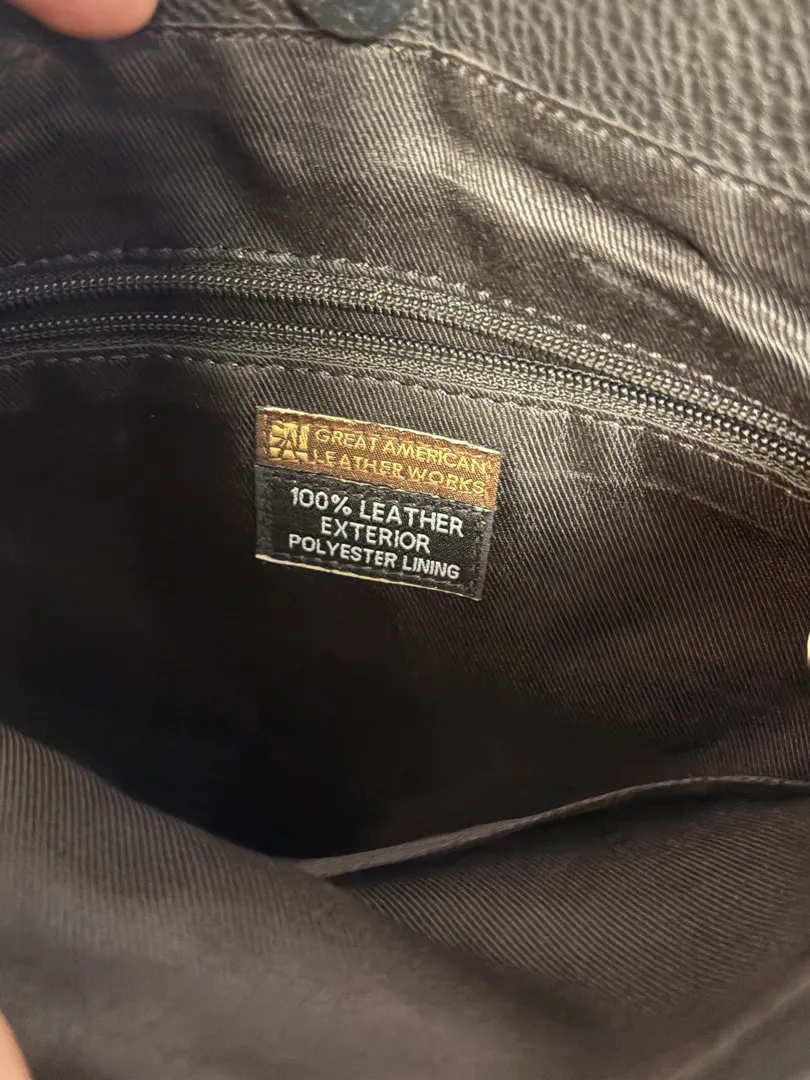 GREAT AMERICAN
LEATHER WORKS
100% LEATHER
EXTERIOR
POLYESTER LINING